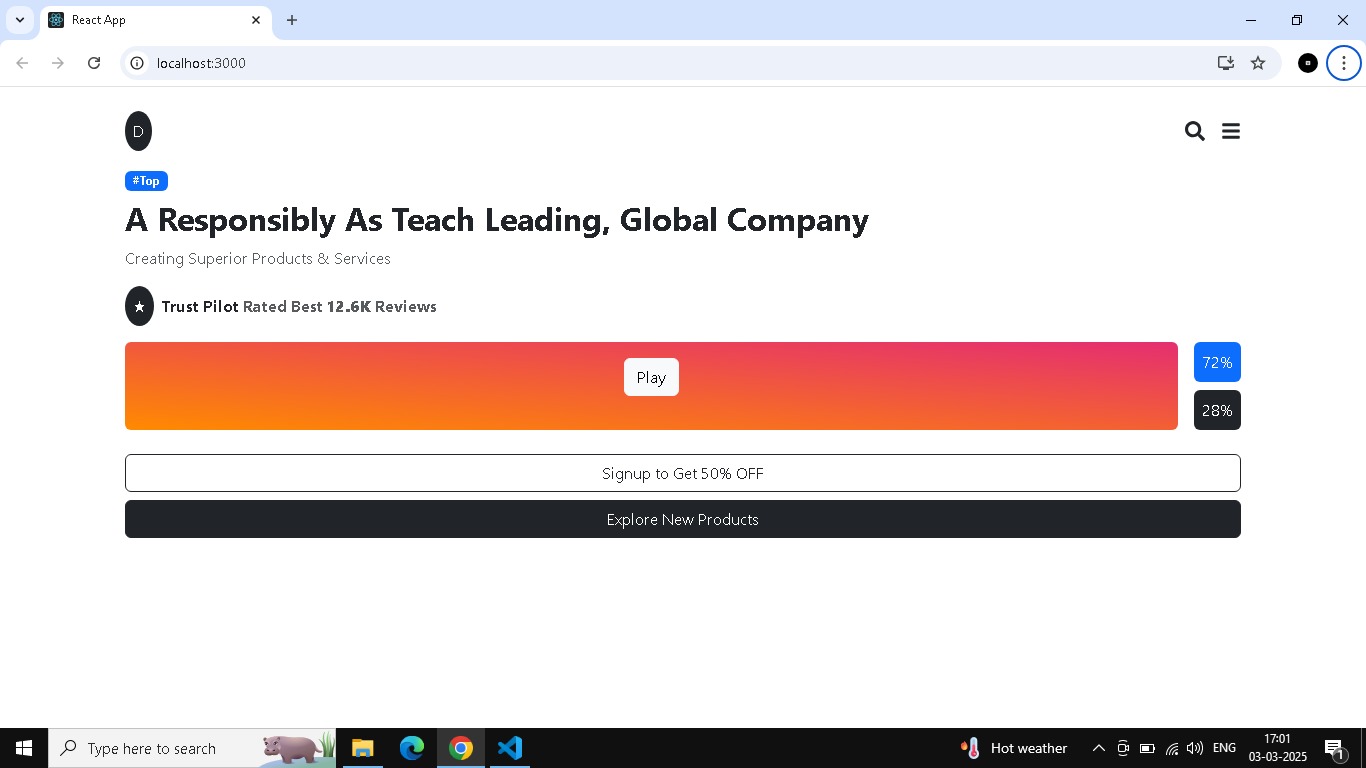 React App
localhost:3000
D
#Top
A Responsibly As Teach Leading, Global Company
Creating Superior Products & Services
★ Trust Pilot Rated Best 12.6K Reviews
Play
72%
28%
Signup to Get 50% OFF
Explore New Products
Type here to search
Hot weather
ENG
17:01
03-03-2025
1